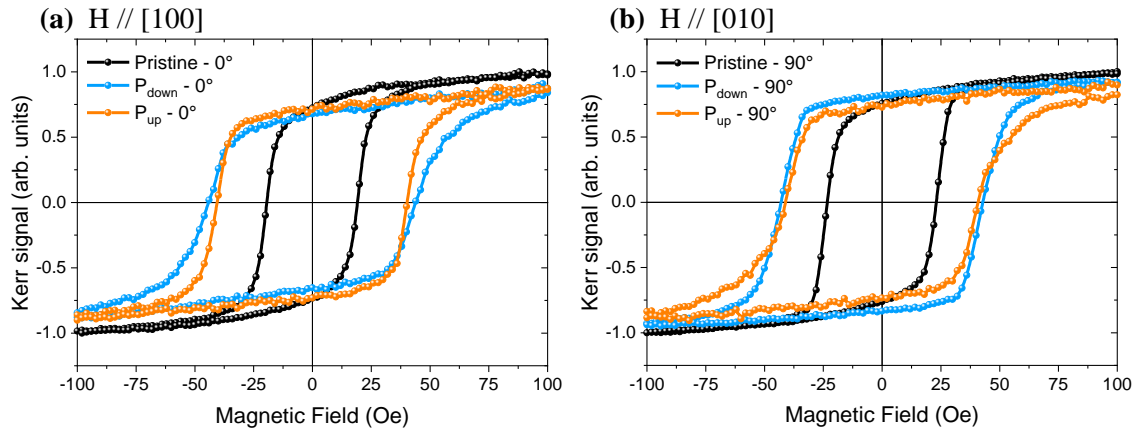 (a) H // [100]
Pristine - 0°
P_down - 0°
P_up - 0°
1.0
0.5
0.0
-0.5
-1.0
Kerr signal (arb. units)
-100 -75 -50 -25 0 25 50 75 100
Magnetic Field (Oe)
(b) H // [010]
Pristine - 90°
P_down - 90°
P_up - 90°
1.0
0.5
0.0
-0.5
-1.0
Kerr signal (arb. units)
-100 -75 -50 -25 0 25 50 75 100
Magnetic Field (Oe)